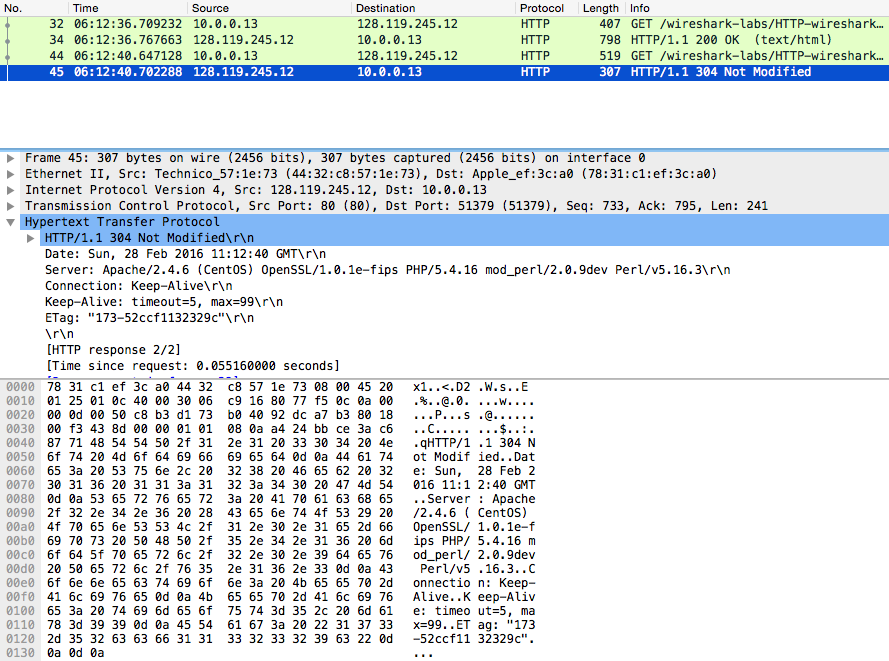 No. Time Source Destination Protocol Length Info
32 06:12:36.709232 10.0.0.13 128.119.245.12 HTTP 407 GET /wireshark-labs/HTTP-wireshark…
34 06:12:36.767663 128.119.245.12 10.0.0.13 HTTP 798 HTTP/1.1 200 OK (text/html)
44 06:12:40.647128 10.0.0.13 128.119.245.12 HTTP 519 GET /wireshark-labs/HTTP-wireshark…
45 06:12:40.702288 128.119.245.12 10.0.0.13 HTTP 307 HTTP/1.1 304 Not Modified
Frame 45: 307 bytes on wire (2456 bits), 307 bytes captured (2456 bits) on interface 0
Ethernet II, Src: Technico_57:1e:73 (44:32:c8:57:1e:73), Dst: Apple_ef:3c:a0 (78:31:c1:ef:3c:a0)
Internet Protocol Version 4, Src: 128.119.245.12, Dst: 10.0.0.13
Transmission Control Protocol, Src Port: 80 (80), Dst Port: 51379 (51379), Seq: 733, Ack: 795, Len: 241
Hypertext Transfer Protocol
HTTP/1.1 304 Not Modified\r\n
Date: Sun, 28 Feb 2016 11:12:40 GMT\r\n
Server: Apache/2.4.6 (CentOS) OpenSSL/1.0.1e-fips PHP/5.4.16 mod_perl/2.0.9dev Perl/v5.16.3\r\n
Connection: Keep-Alive\r\n
Keep-Alive: timeout=5, max=99\r\n
ETag: "173-52ccf1132329c"\r\n
\r\n
[HTTP response 2/2]
[Time since request: 0.055160000 seconds]
0000 78 31 c1 ef 3c a0 44 32 c8 57 1e 73 08 00 45 20 x1..<.D2 .W.s..E
0010 01 25 01 0c 40 00 30 06 c9 16 80 77 f5 0c 0a 00 .%..@.0. ...w....
0020 00 0d 00 50 c8 b3 d1 73 b0 40 92 dc a7 b3 80 18 ...P...s .@......
0030 00 f3 43 8d 00 00 01 01 08 0a a4 24 bb ce 3a c6 ..C..... ...$..:.
0040 87 71 48 54 54 50 2f 31 2e 31 20 33 30 34 20 4e .qHTTP/1 .1 304 N
0050 6f 74 20 4d 6f 64 69 66 69 65 64 0d 0a 44 61 74 ot Modif ied..Dat
0060 65 3a 20 53 75 6e 2c 20 32 38 20 46 65 62 20 32 e: Sun, 28 Feb 2
0070 30 31 36 20 31 31 3a 31 32 3a 34 30 20 47 4d 54 016 11:1 2:40 GMT
0080 0d 0a 53 65 72 76 65 72 3a 20 41 70 61 63 68 65 ..Server : Apache
0090 2f 32 2e 34 2e 36 20 28 43 65 6e 74 4f 53 29 20 /2.4.6 ( CentOS)
00a0 4f 70 65 6e 53 53 4c 2f 31 2e 30 2e 31 65 2d 66 OpenSSL/ 1.0.1e-f
00b0 69 70 73 20 50 48 50 2f 35 2e 34 2e 31 36 20 6d ips PHP/ 5.4.16 m
00c0 6f 64 5f 70 65 72 6c 2f 32 2e 30 2e 39 64 65 76 od_perl/ 2.0.9dev
00d0 20 50 65 72 6c 2f 76 35 2e 31 36 2e 33 0d 0a 43 Perl/v5 .16.3..C
00e0 6f 6e 6e 65 63 74 69 6f 6e 3a 20 4b 65 65 70 2d onnectio n: Keep-
00f0 41 6c 69 76 65 0d 0a 4b 65 65 70 2d 41 6c 69 76 Alive..K eep-Aliv
0100 65 3a 20 74 69 6d 65 6f 75 74 3d 35 2c 20 6d 61 e: timeo ut=5, ma
0110 78 3d 39 39 0d 0a 45 54 61 67 3a 20 22 31 37 33 x=99..ET ag: "173
0120 2d 35 32 63 63 66 31 31 33 32 33 32 39 63 22 0d -52ccf11 32329c".
0130 0a 0d 0a ...